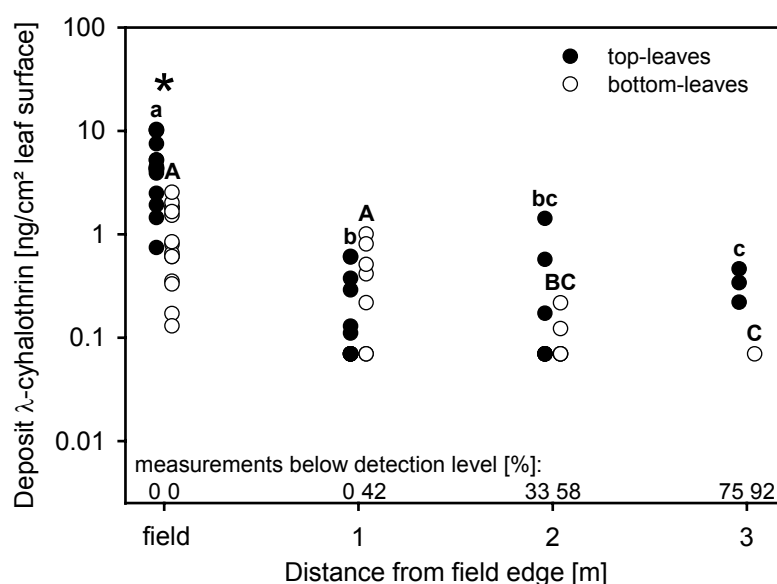 100
10
1
0.1
0.01
Deposit λ-cyhalothrin [ng/cm² leaf surface]
top-leaves
bottom-leaves
*
a
A
b
A
bc
BC
c
C
measurements below detection level [%]:
0 0 0 42 33 58 75 92
field 1 2 3
Distance from field edge [m]